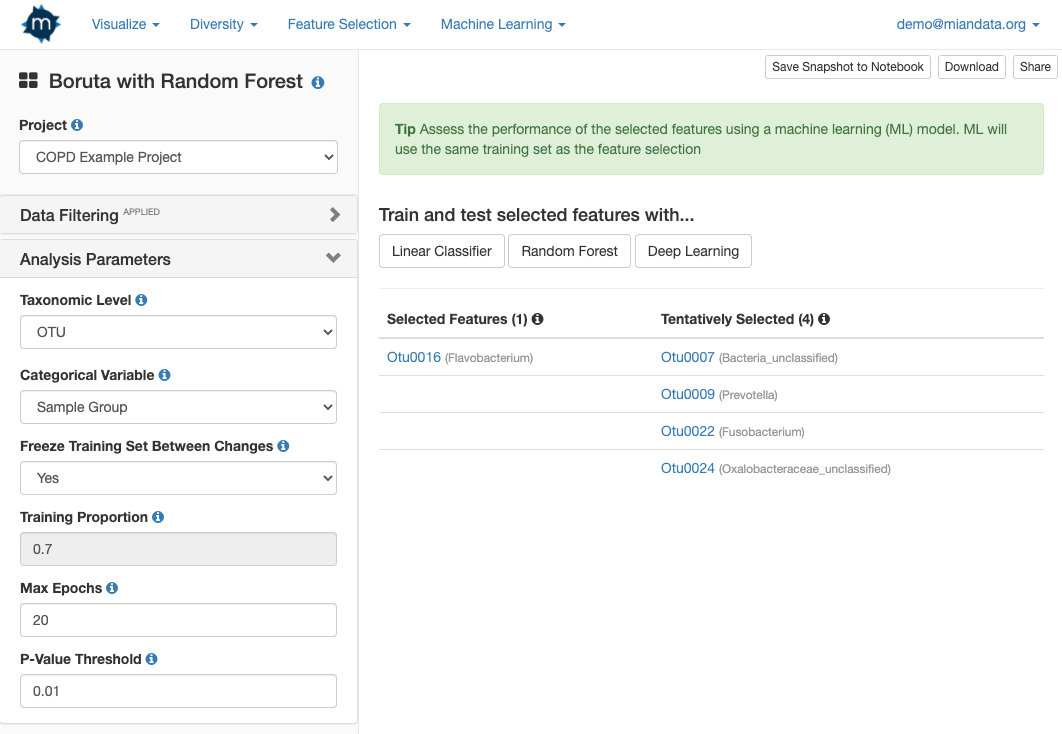 m Visualize Diversity Feature Selection Machine Learning demo@miandata.org
Save Snapshot to Notebook Download Share
Boruta with Random Forest
Project
COPD Example Project
Data Filtering APPLIED
Analysis Parameters
Taxonomic Level
OTU
Categorical Variable
Sample Group
Freeze Training Set Between Changes
Yes
Training Proportion
0.7
Max Epochs
20
P-Value Threshold
0.01
Tip Assess the performance of the selected features using a machine learning (ML) model. ML will
use the same training set as the feature selection
Train and test selected features with...
Linear Classifier Random Forest Deep Learning
Selected Features (1) Tentatively Selected (4)
Otu0016 (Flavobacterium) Otu0007 (Bacteria_unclassified)
Otu0009 (Prevotella)
Otu0022 (Fusobacterium)
Otu0024 (Oxalobacteraceae_unclassified)